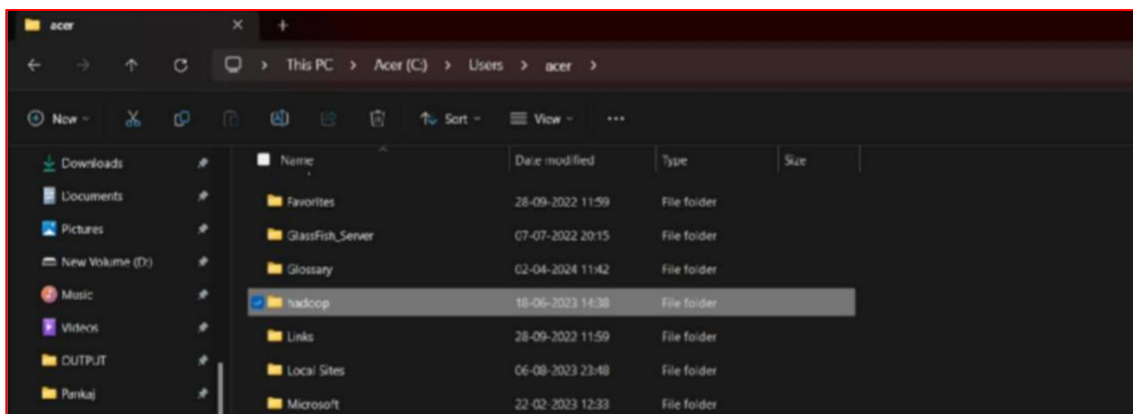 acer
This PC > Acer (C:) > Users > acer >
New Sort View ...
Name Date modified Type Size
Downloads
Documents
Pictures
New Volume (D:)
Music
Videos
OUTPUT
Pankaj
Favorites 28-09-2022 11:59 File folder
GlassFish_Server 07-07-2022 20:15 File folder
Glossary 02-04-2024 11:42 File folder
hadoop 18-06-2023 14:38 File folder
Links 28-09-2022 11:59 File folder
Local Sites 06-08-2023 23:48 File folder
Microsoft 22-02-2023 12:33 File folder